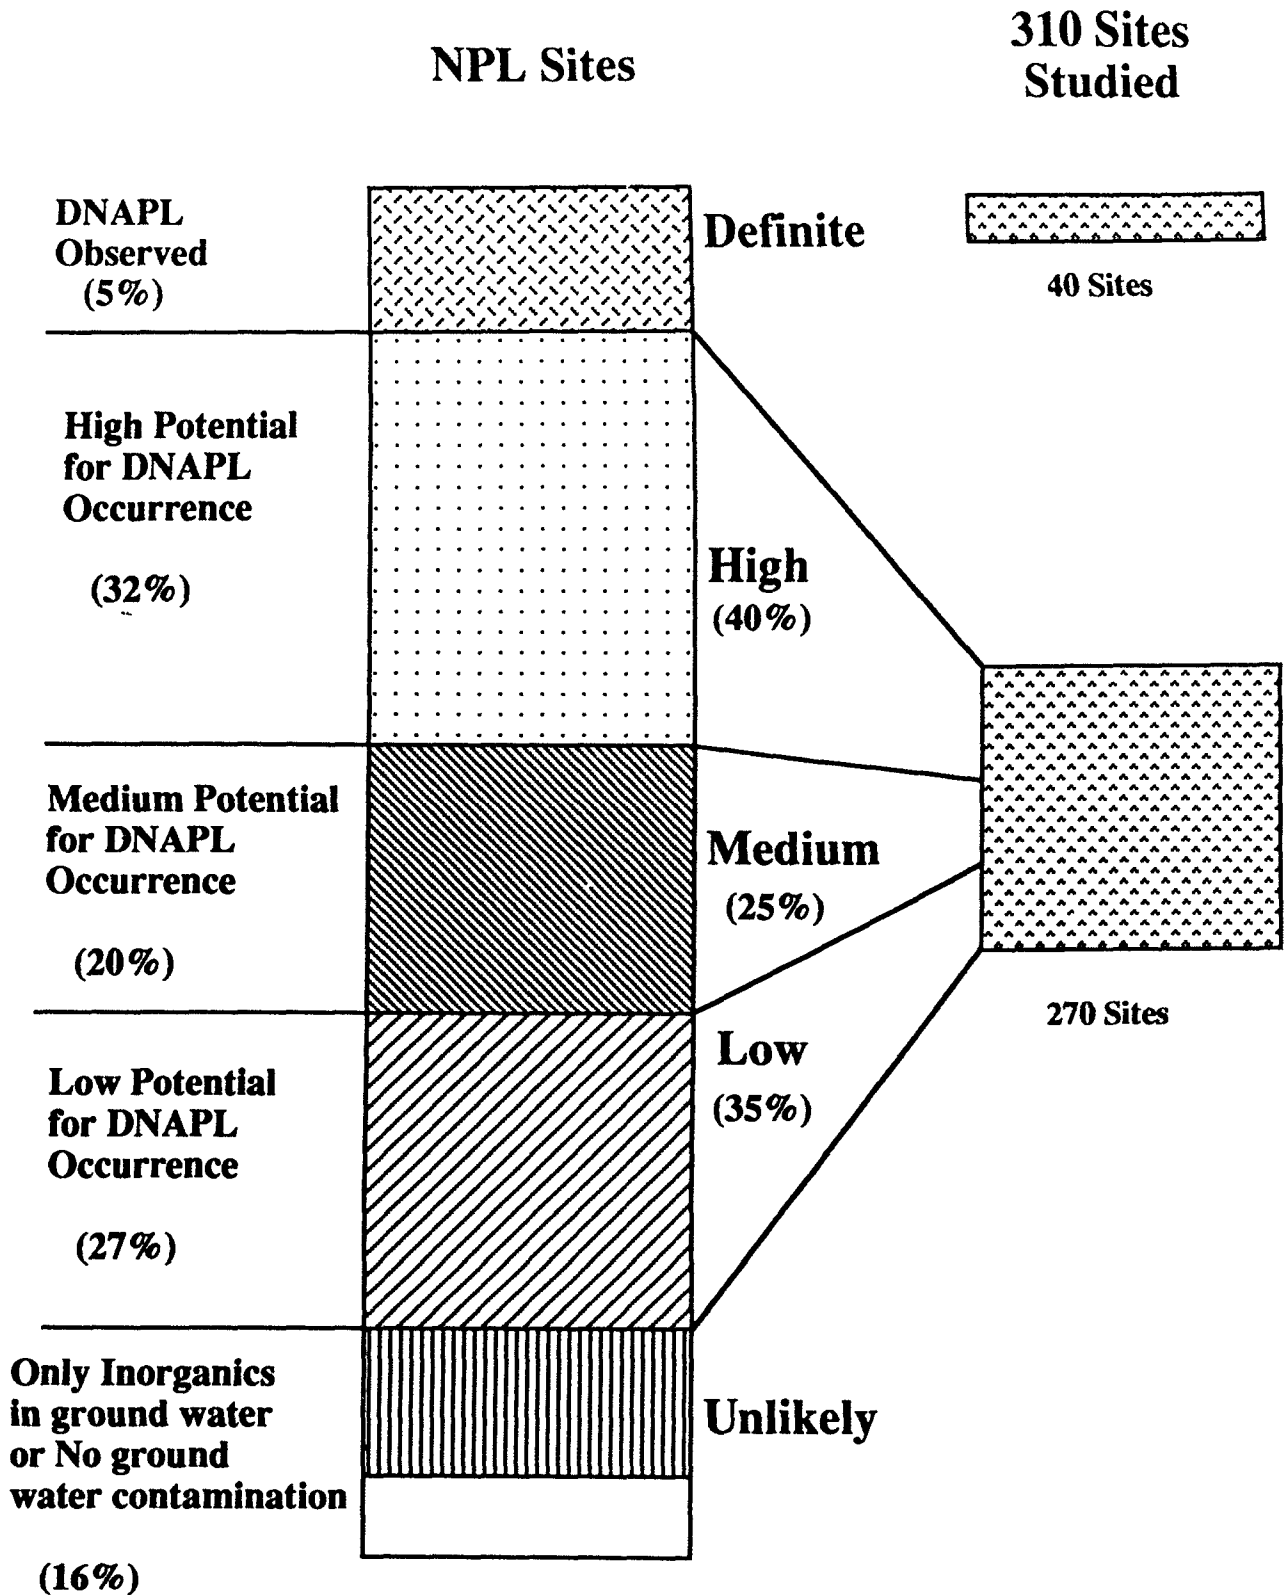 NPL Sites
310 Sites
Studied
DNAPL
Observed
(5%)
Definite
40 Sites
High Potential
for DNAPL
Occurrence
(32%)
High
(40%)
Medium Potential
for DNAPL
Occurrence
(20%)
Medium
(25%)
270 Sites
Low Potential
for DNAPL
Occurrence
(27%)
Low
(35%)
Only Inorganics
in ground water
or No ground
water contamination
(16%)
Unlikely